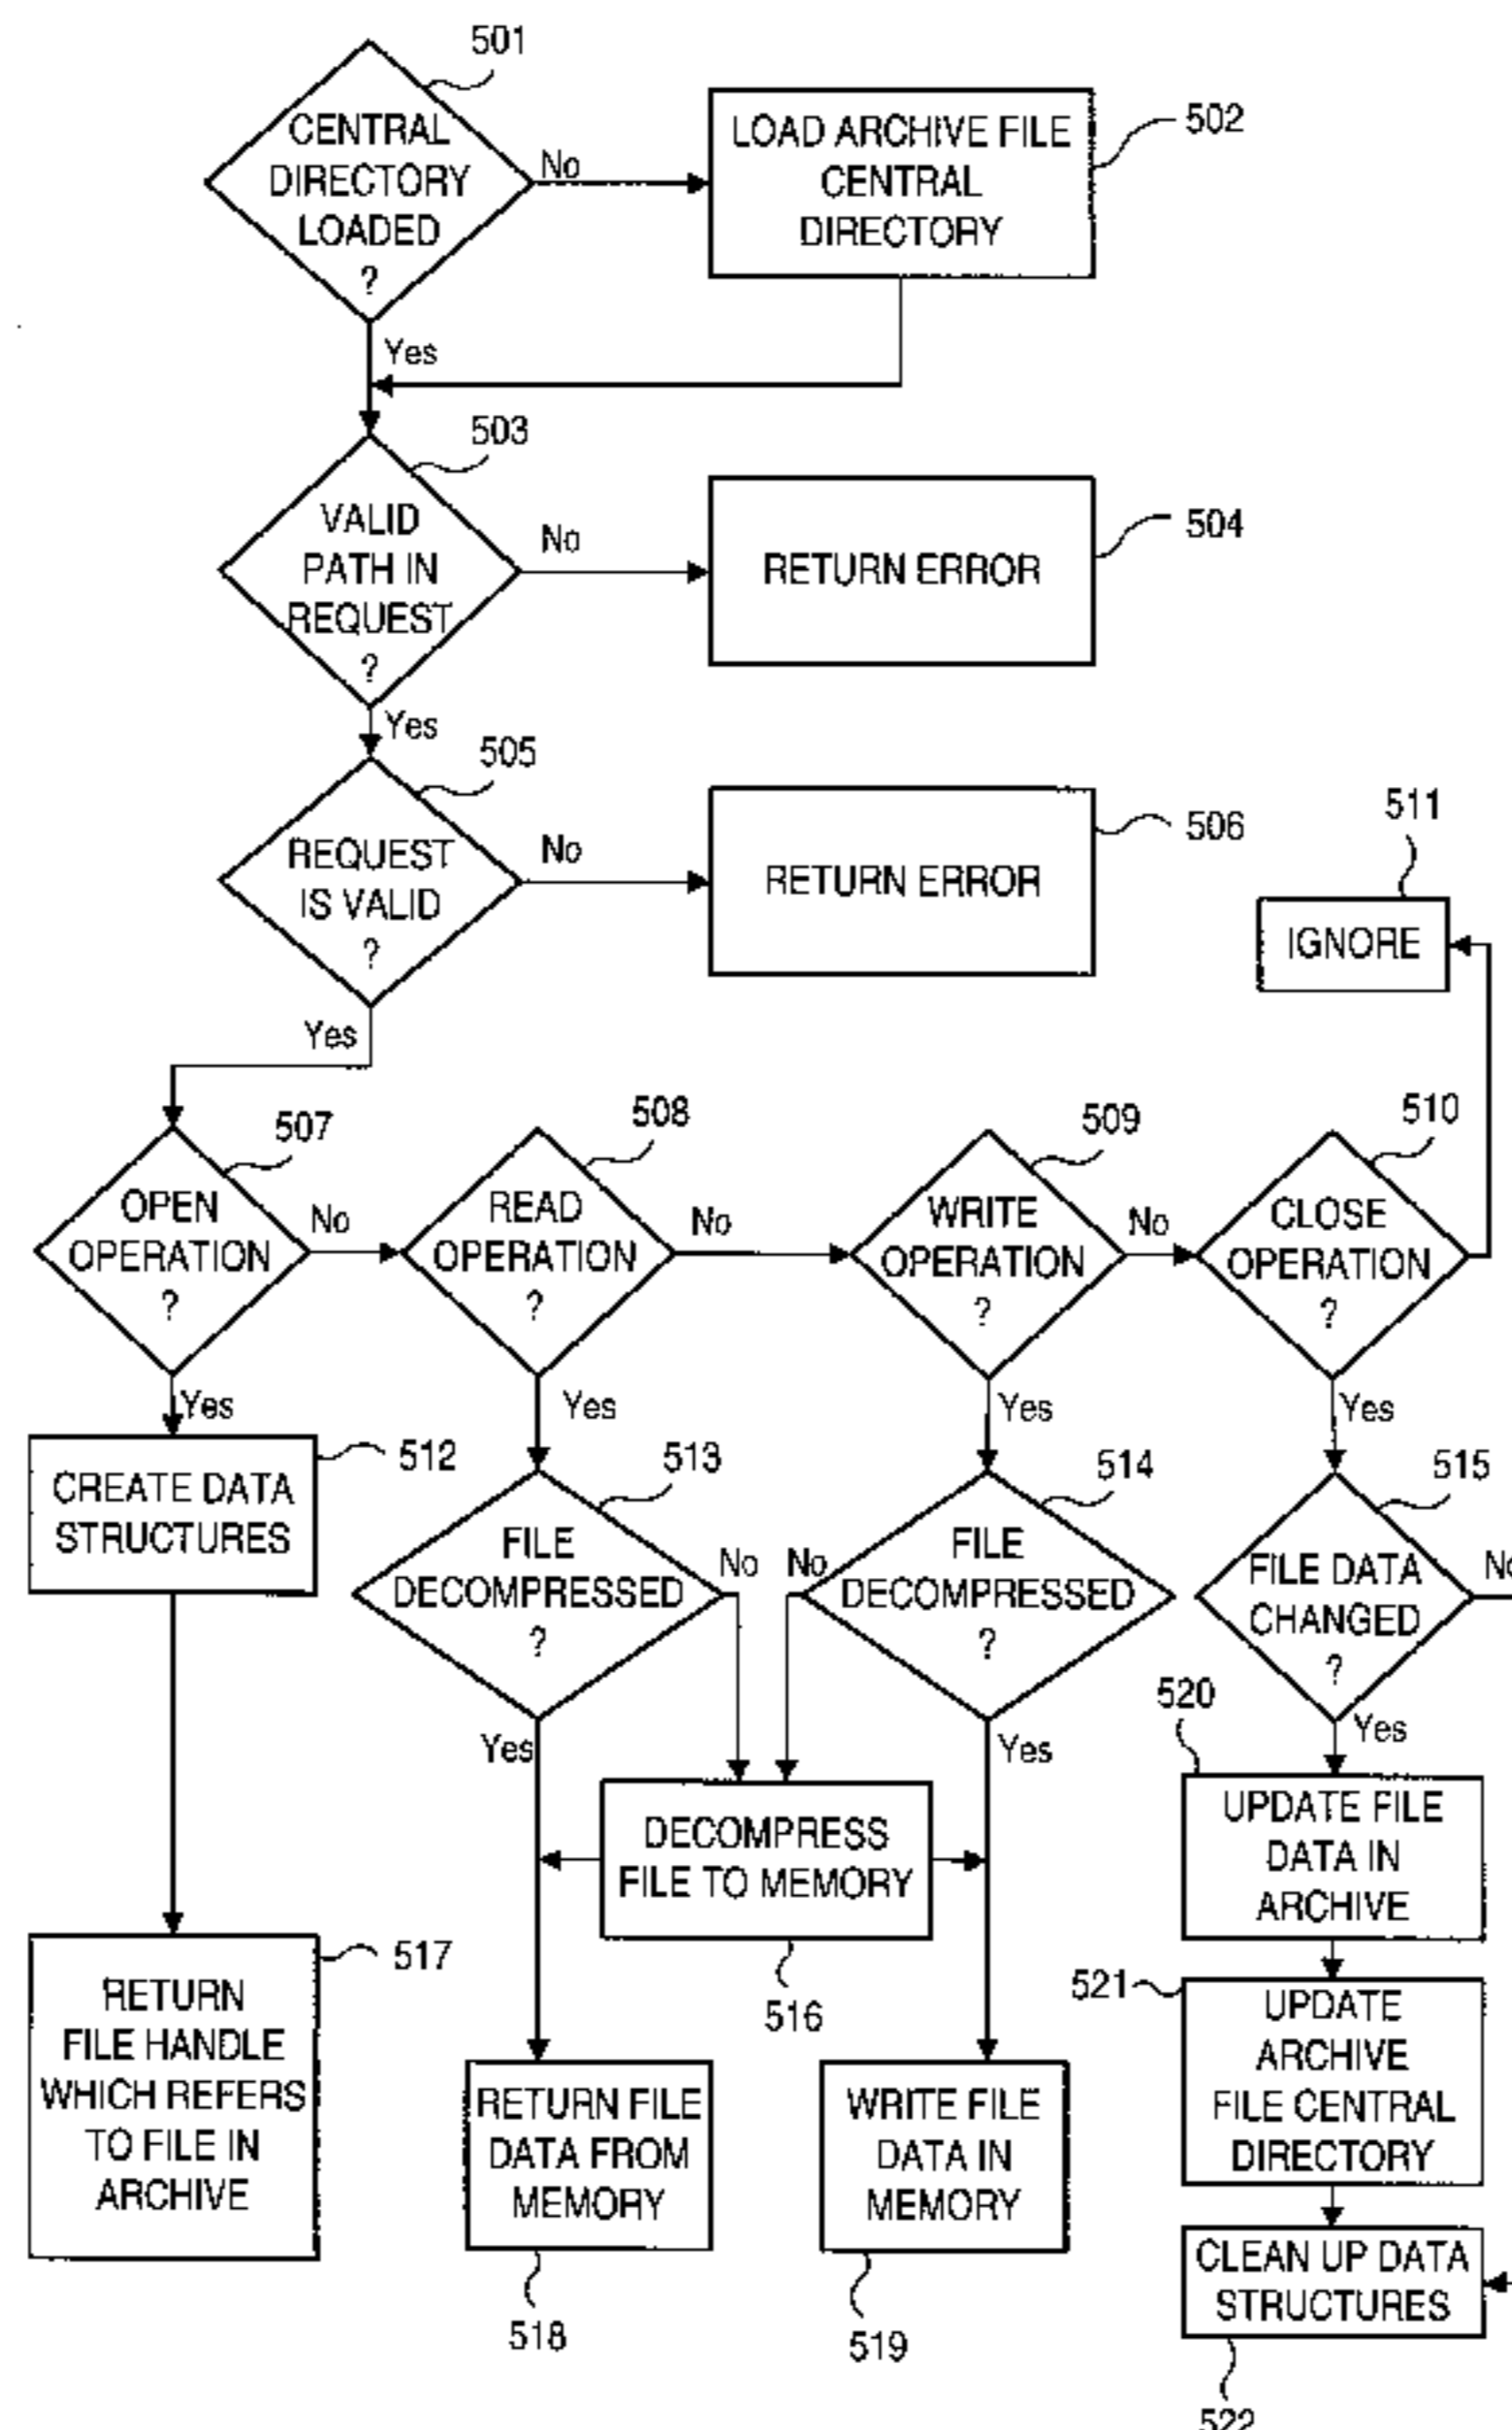 501
CENTRAL
DIRECTORY
LOADED
?
No
LOAD ARCHIVE FILE
CENTRAL
DIRECTORY
502
Yes
503
VALID
PATH IN
REQUEST
?
No
RETURN ERROR
504
Yes
505
REQUEST
IS VALID
?
No
RETURN ERROR
506
511
IGNORE
Yes
507
OPEN
OPERATION
?
No
508
READ
OPERATION
?
No
509
WRITE
OPERATION
?
No
510
CLOSE
OPERATION
?
Yes
Yes
Yes
Yes
512
CREATE DATA
STRUCTURES
513
FILE
DECOMPRESSED
?
No
514
No
FILE
DECOMPRESSED
?
515
FILE DATA
CHANGED
?
No
Yes
Yes
Yes
520
DECOMPRESS
FILE TO MEMORY
516
UPDATE FILE
DATA IN
ARCHIVE
517
RETURN
FILE HANDLE
WHICH REFERS
TO FILE IN
ARCHIVE
521
UPDATE
ARCHIVE
FILE CENTRAL
DIRECTORY
RETURN FILE
DATA FROM
MEMORY
518
WRITE FILE
DATA IN
MEMORY
519
CLEAN UP DATA
STRUCTURES
522